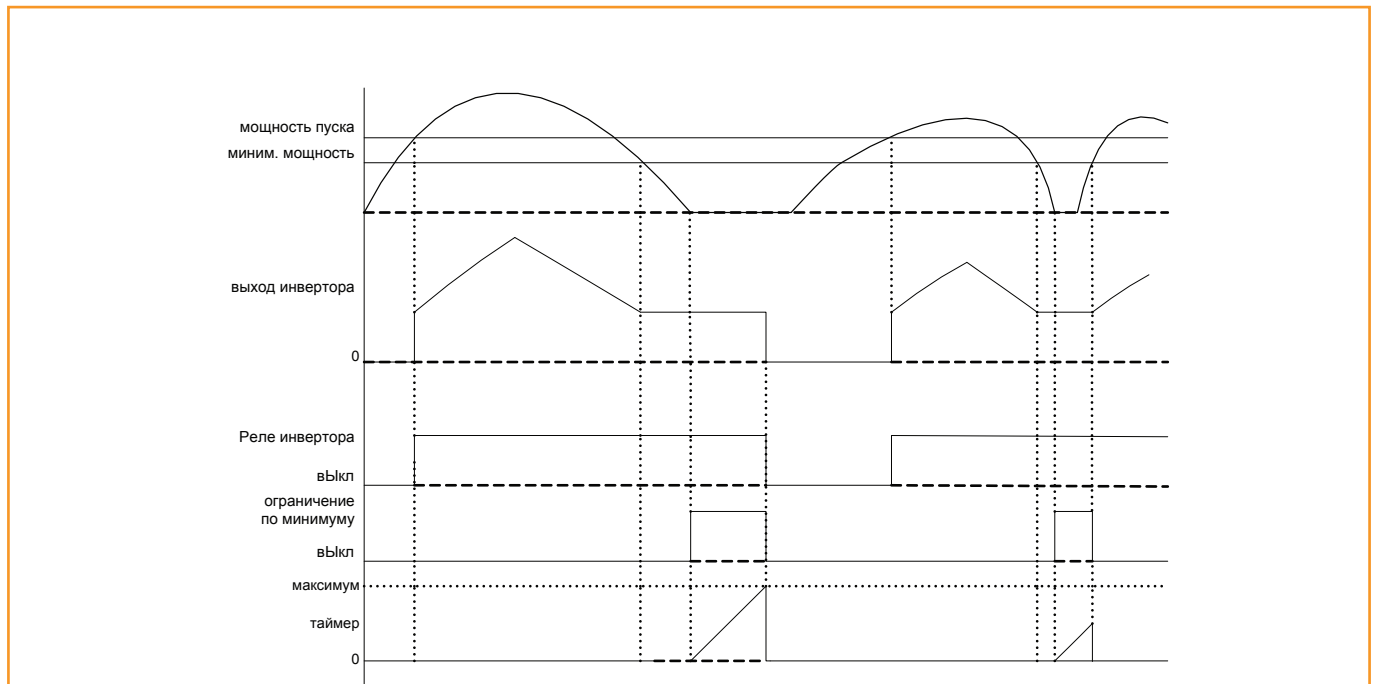 мощность пуска
миним. мощность
выход инвертора
0
Реле инвертора
вЫкл
ограничение
по минимуму
вЫкл
максимум
таймер
0